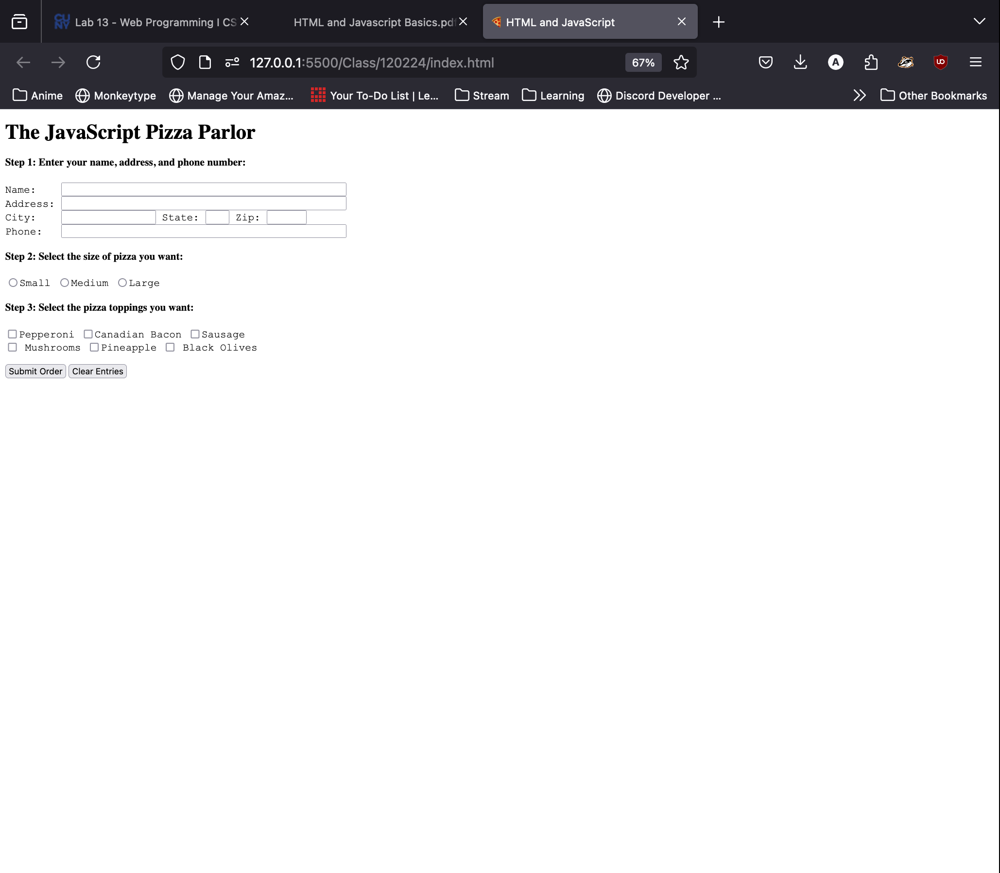 Lab 13 - Web Programming I CS
HTML and Javascript Basics.pdf
HTML and JavaScript
127.0.0.1:5500/Class/120224/index.html
67%
A
Anime
Monkeytype
Manage Your Amaz...
Your To-Do List | Le...
Stream
Learning
Discord Developer ...
Other Bookmarks
The JavaScript Pizza Parlor
Step 1: Enter your name, address, and phone number:
Name:
Address:
City: State: Zip:
Phone:
Step 2: Select the size of pizza you want:
Small Medium Large
Step 3: Select the pizza toppings you want:
Pepperoni Canadian Bacon Sausage
Mushrooms Pineapple Black Olives
Submit Order Clear Entries